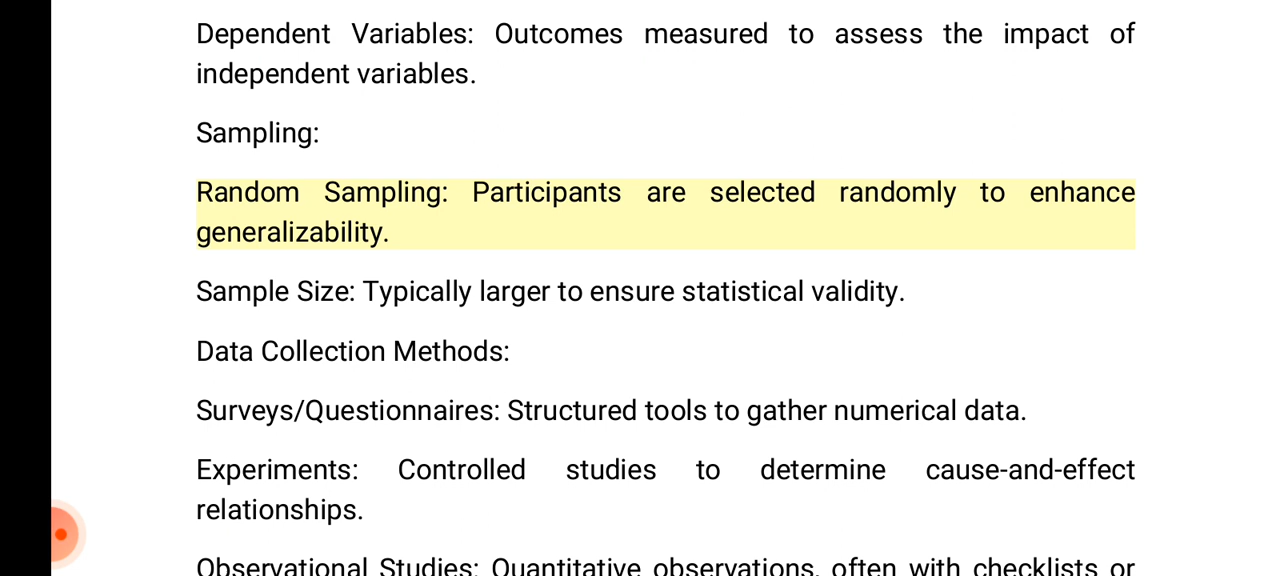 Dependent Variables: Outcomes measured to assess the impact of
independent variables.
Sampling:
Random Sampling: Participants are selected randomly to enhance
generalizability.
Sample Size: Typically larger to ensure statistical validity.
Data Collection Methods:
Surveys/Questionnaires: Structured tools to gather numerical data.
Experiments: Controlled studies to determine cause-and-effect
relationships.
Observational Studies: Quantitative observations, often with checklists or